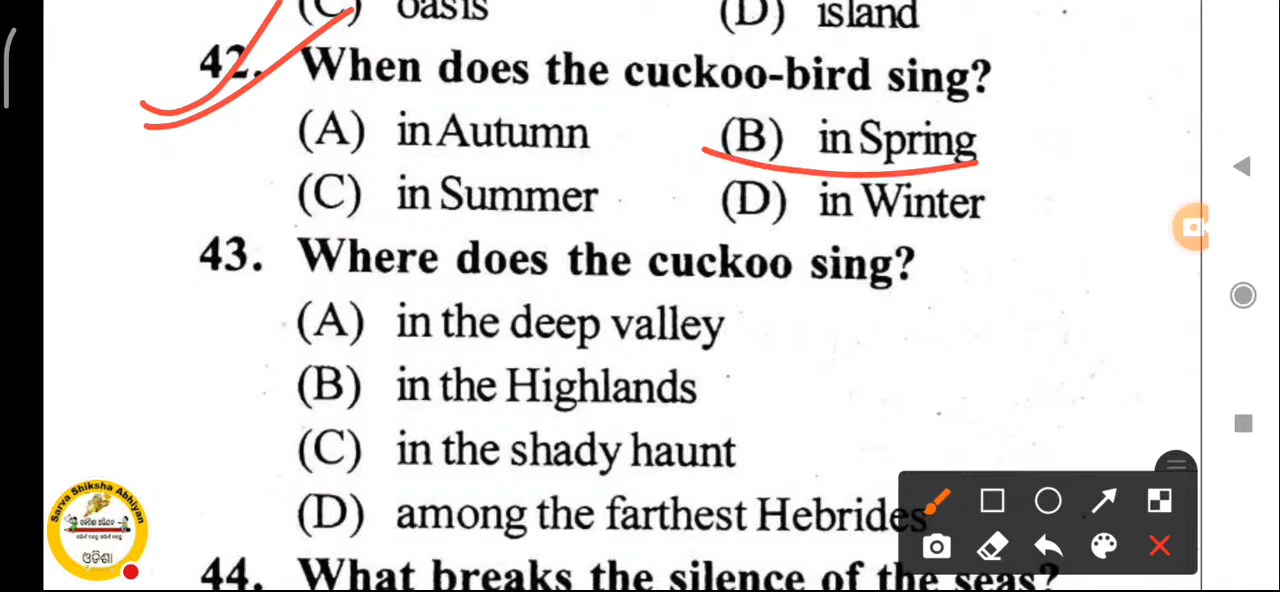 (C) oasis (D) island
42. When does the cuckoo-bird sing?
(A) in Autumn (B) in Spring
(C) in Summer (D) in Winter
43. Where does the cuckoo sing?
(A) in the deep valley
(B) in the Highlands
(C) in the shady haunt
(D) among the farthest Hebrides
44. What breaks the silence of the seas?
Sarva Shiksha Abhiyan
ଓଡିଶା